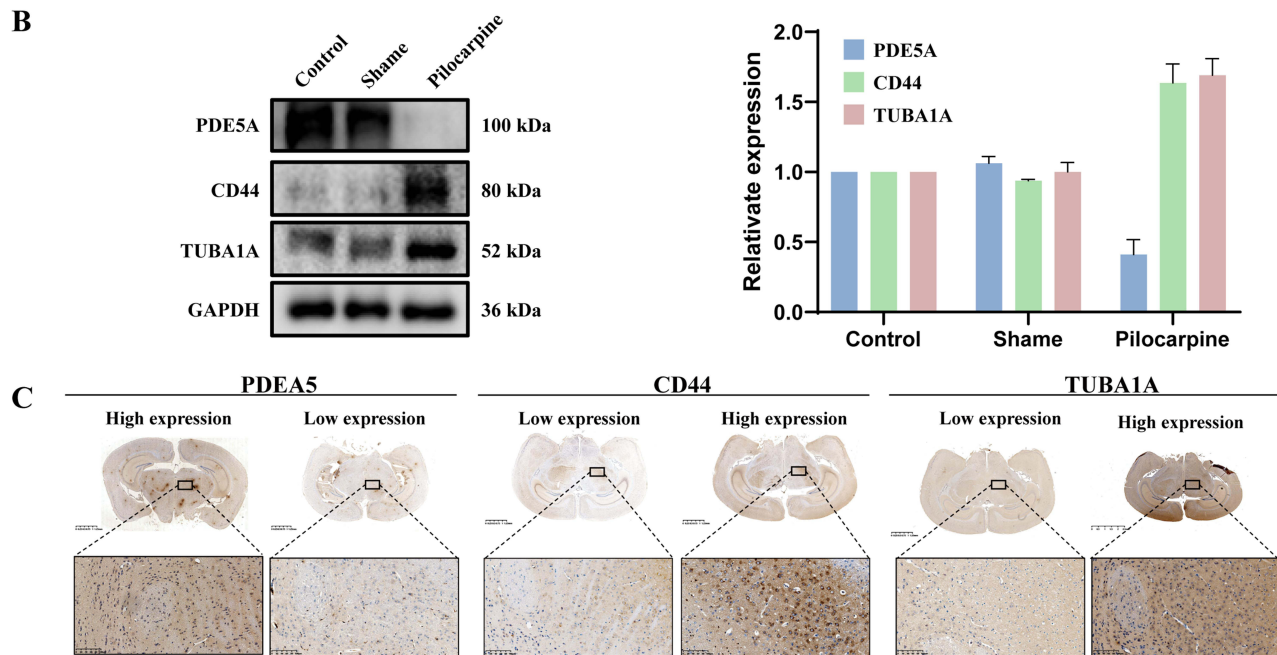 B
Control
Shame
Pilocarpine
PDE5A
100 kDa
CD44
80 kDa
TUBA1A
52 kDa
GAPDH
36 kDa
Relativate expression
2.0
1.5
1.0
0.5
0.0
PDE5A
CD44
TUBA1A
Control
Shame
Pilocarpine
C
PDEA5
CD44
TUBA1A
High expression
Low expression
Low expression
High expression
Low expression
High expression